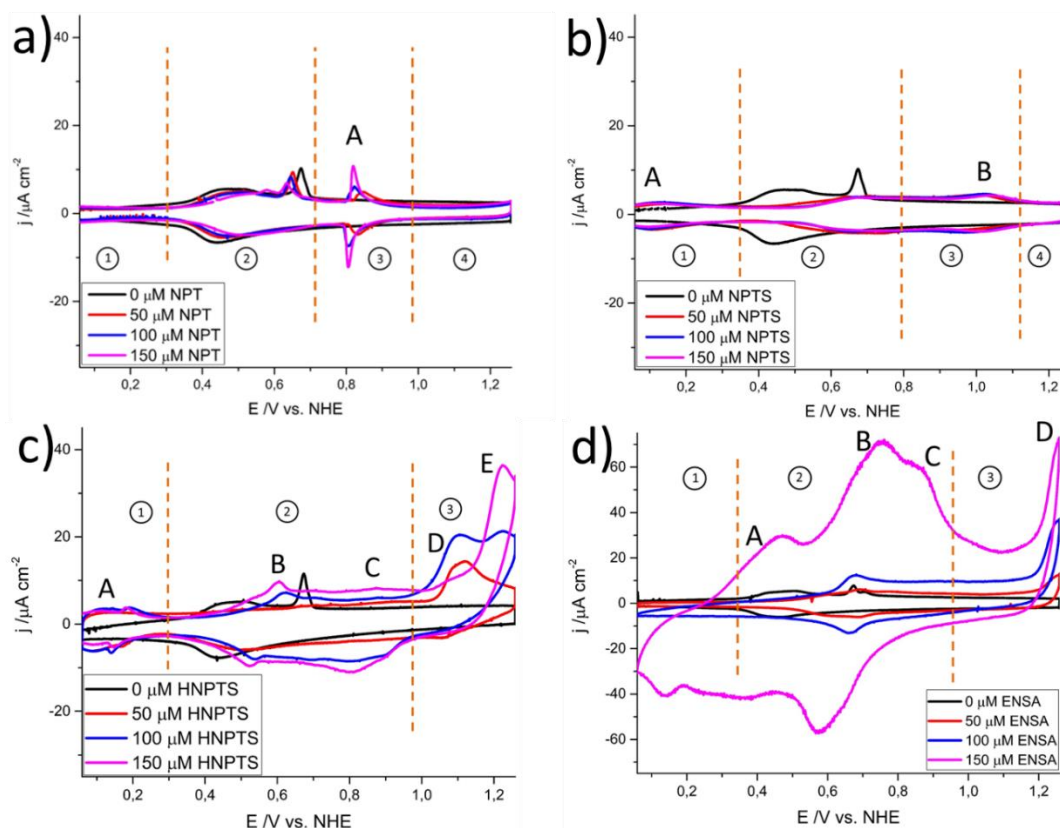 a)
40
20
0
-20
j /μA cm⁻²
A
① ② ③ ④
0 μM NPT
50 μM NPT
100 μM NPT
150 μM NPT
0,2 0,4 0,6 0,8 1,0 1,2
E /V vs. NHE
b)
40
20
0
-20
j /μA cm⁻²
A B
① ② ③ ④
0 μM NPTS
50 μM NPTS
100 μM NPTS
150 μM NPTS
0,2 0,4 0,6 0,8 1,0 1,2
E /V vs. NHE
c)
40
20
0
-20
j /μA cm⁻²
① ② ③
A B C D E
0 μM HNPTS
50 μM HNPTS
100 μM HNPTS
150 μM HNPTS
0,2 0,4 0,6 0,8 1,0 1,2
E /V vs. NHE
d)
60
40
20
0
-20
-40
-60
j /μA cm⁻²
① ② ③
A B C D
0 μM ENSA
50 μM ENSA
100 μM ENSA
150 μM ENSA
0,2 0,4 0,6 0,8 1,0 1,2
E /V vs. NHE